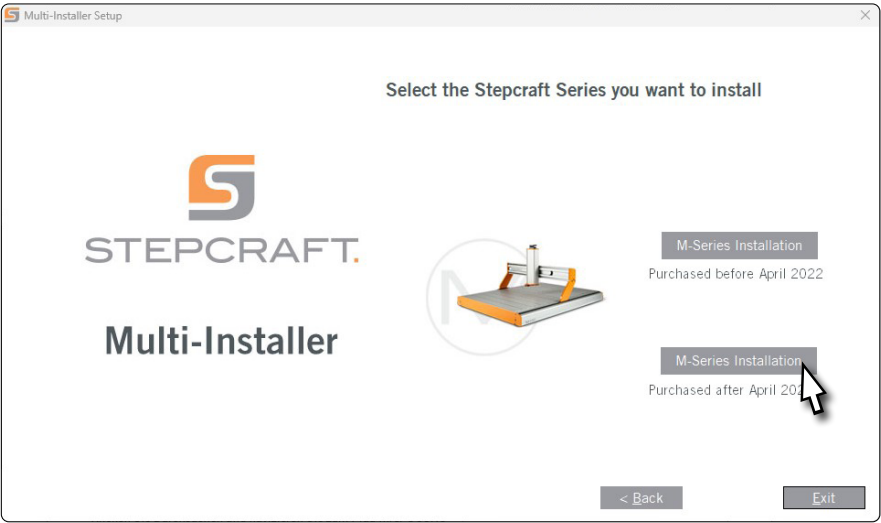 Multi-Installer Setup
Select the Stepcraft Series you want to install
STEPCRAFT.
Multi-Installer
M-Series Installation
Purchased before April 2022
M-Series Installation
Purchased after April
< Back
Exit